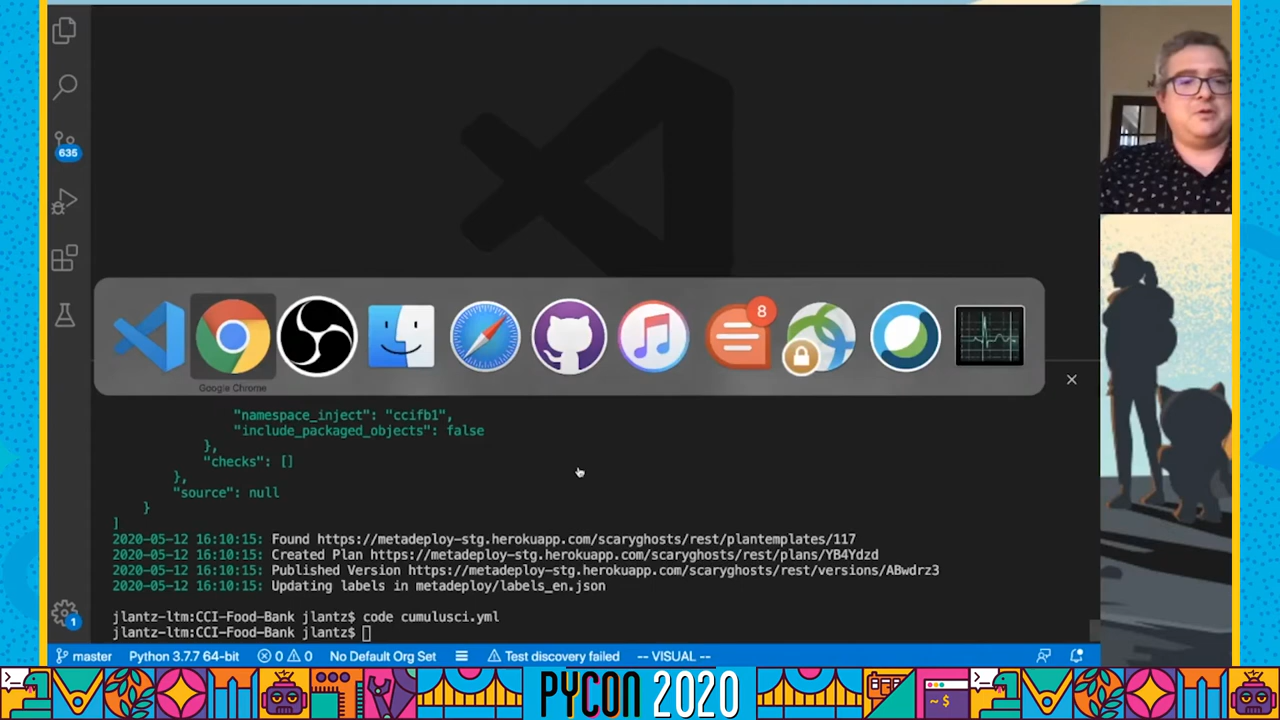 635
8
Google Chrome
"namespace_inject": "ccifb1",
"include_packaged_objects": false
},
"checks": []
},
"source": null
}
]
2020-05-12 16:10:15: Found https://metadeploy-stg.herokuapp.com/scaryghosts/rest/plantemplates/117
2020-05-12 16:10:15: Created Plan https://metadeploy-stg.herokuapp.com/scaryghosts/rest/plans/YB4Ydzd
2020-05-12 16:10:15: Published Version https://metadeploy-stg.herokuapp.com/scaryghosts/rest/versions/ABwdrz3
2020-05-12 16:10:15: Updating labels in metadeploy/labels_en.json
jlantz-ltm:CCI-Food-Bank jlantz$ code cumulusci.yml
jlantz-ltm:CCI-Food-Bank jlantz$
1
master Python 3.7.7 64-bit 0 0 No Default Org Set Test discovery failed -- VISUAL --
PYCON 2020
~$